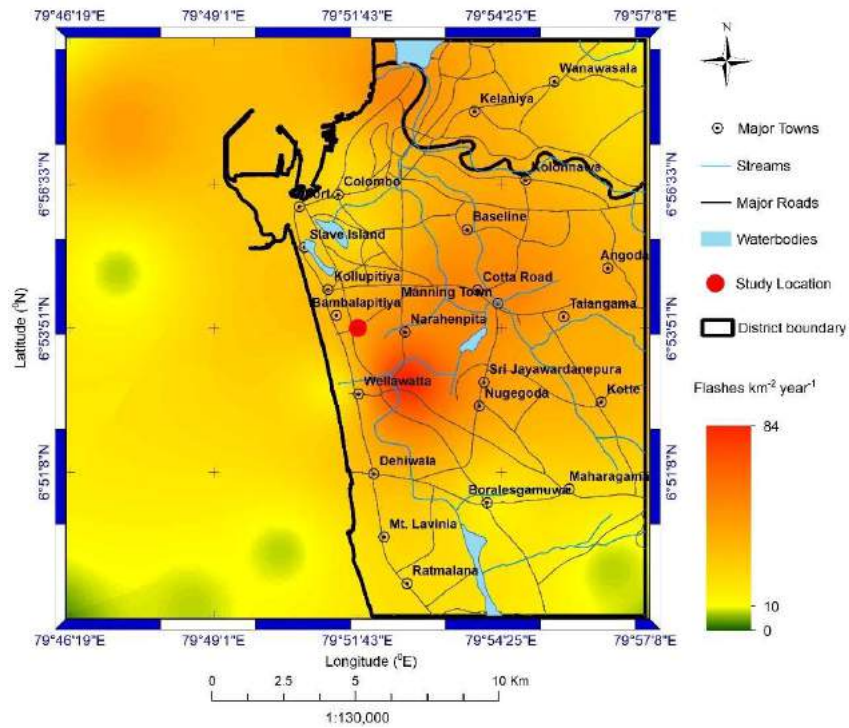 79°46'19"E 79°49'1"E 79°51'43"E 79°54'25"E 79°57'8"E
N
Wanawasala
Kelaniya
Major Towns
Kolonnawa
Streams
6°56'33"N
6°56'33"N
Colombo
Fort
Major Roads
Baseline
Slave Island
Waterbodies
Angoda
Kollupitiya
Cotta Road
Study Location
Manning Town
Bambalapitiya
Talangama
Narahenpita
6°53'51"N
6°53'51"N
District boundary
Latitude (⁰N)
Sri Jayawardanepura
Wellawatta
Nugegoda
Kotte
Flashes km⁻² year⁻¹
84
Dehiwala
6°51'8"N
6°51'8"N
Maharagama
Boralesgamuwa
Mt. Lavinia
Ratmalana
10
0
79°46'19"E 79°49'1"E 79°51'43"E 79°54'25"E 79°57'8"E
Longitude (⁰E)
0 2.5 5 10 Km
1:130,000